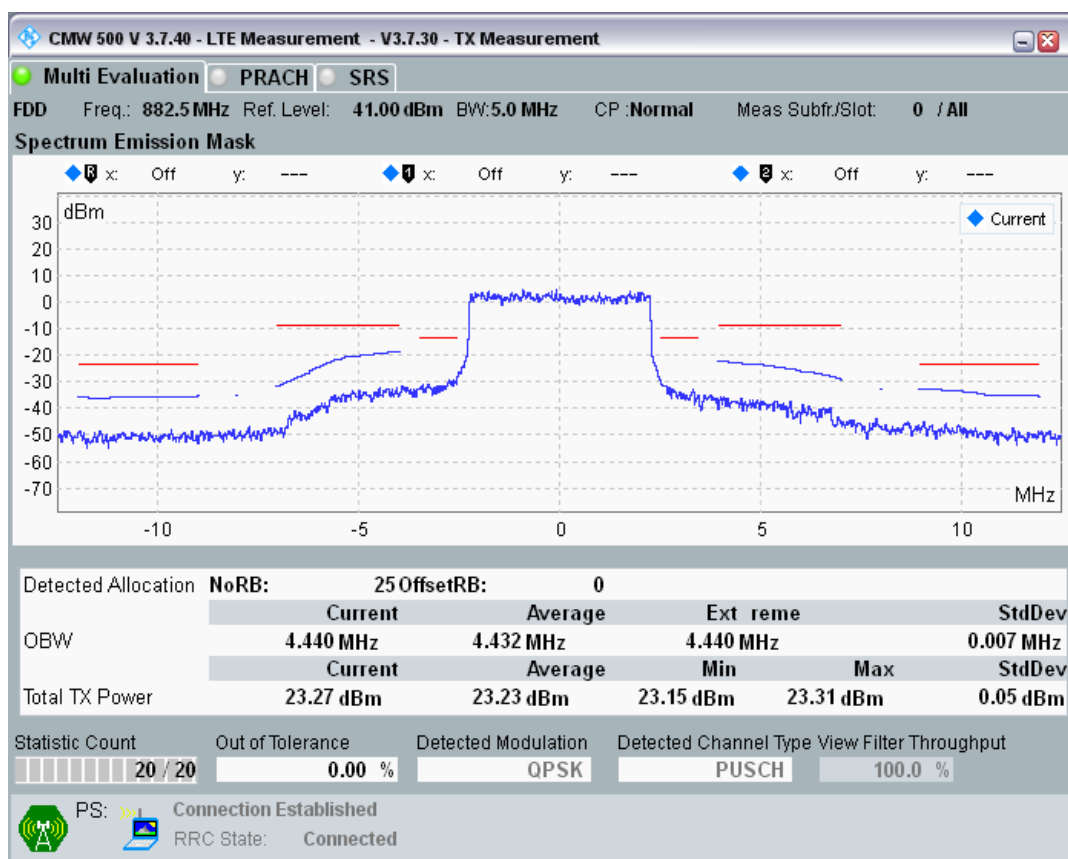 CMW 500 V 3.7.40 - LTE Measurement - V3.7.30 - TX Measurement
Multi Evaluation PRACH SRS
FDD Freq.: 882.5 MHz Ref. Level: 41.00 dBm BW:5.0 MHz CP :Normal Meas Subfr./Slot: 0 / All
Spectrum Emission Mask
R x: Off y: --- 1 x: Off y: --- 2 x: Off y: ---
dBm
Current
30
20
10
0
-10
-20
-30
-40
-50
-60
-70
MHz
-10 -5 0 5 10
Detected Allocation NoRB: 25 OffsetRB: 0
Current Average Ext reme StdDev
OBW 4.440 MHz 4.432 MHz 4.440 MHz 0.007 MHz
Current Average Min Max StdDev
Total TX Power 23.27 dBm 23.23 dBm 23.15 dBm 23.31 dBm 0.05 dBm
Statistic Count Out of Tolerance Detected Modulation Detected Channel Type View Filter Throughput
20 / 20 0.00 % QPSK PUSCH 100.0 %
PS: Connection Established
RRC State: Connected